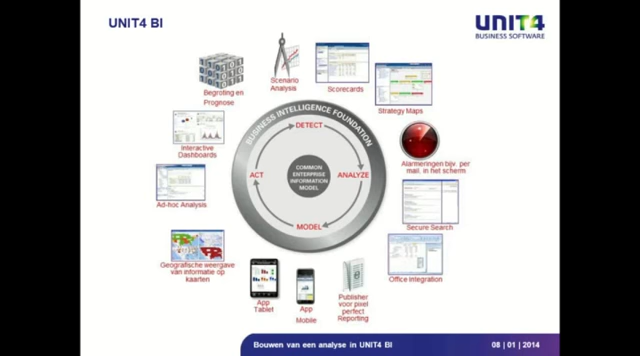 UNIT4 BI
UNIT4
BUSINESS SOFTWARE
Begroting en
Prognose
Scenario
Analysis
Scorecards
Strategy Maps
Interactive
Dashboards
Alarmeringen bijv. per
mail, in het scherm
Ad-hoc Analysis
Secure Search
Geografische weergave
van informatie op
kaarten
Office Integration
App
Tablet
App
Mobile
Publisher
voor pixel
perfect
Reporting
BUSINESS INTELLIGENCE FOUNDATION
DETECT
ACT
COMMON
ENTERPRISE
INFORMATION
MODEL
ANALYZE
MODEL
Bouwen van een analyse in UNIT4 BI
08 | 01 | 2014